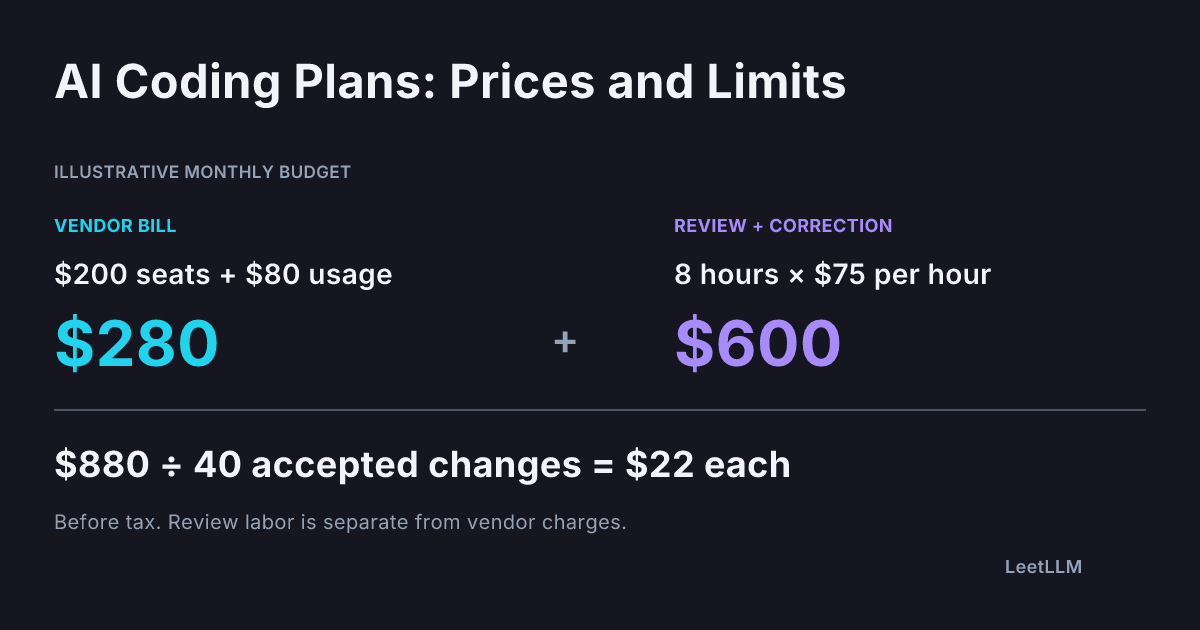 AI Coding Plans: Prices and Limits
ILLUSTRATIVE MONTHLY BUDGET
VENDOR BILL
$200 seats + $80 usage
$280
+
REVIEW + CORRECTION
8 hours × $75 per hour
$600
$880 ÷ 40 accepted changes = $22 each
Before tax. Review labor is separate from vendor charges.
LeetLLM